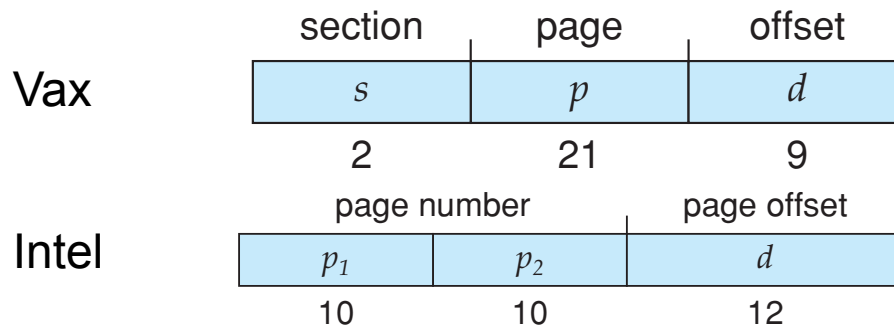 section page offset
Vax s p d
2 21 9
page number page offset
Intel p₁ p₂ d
10 10 12